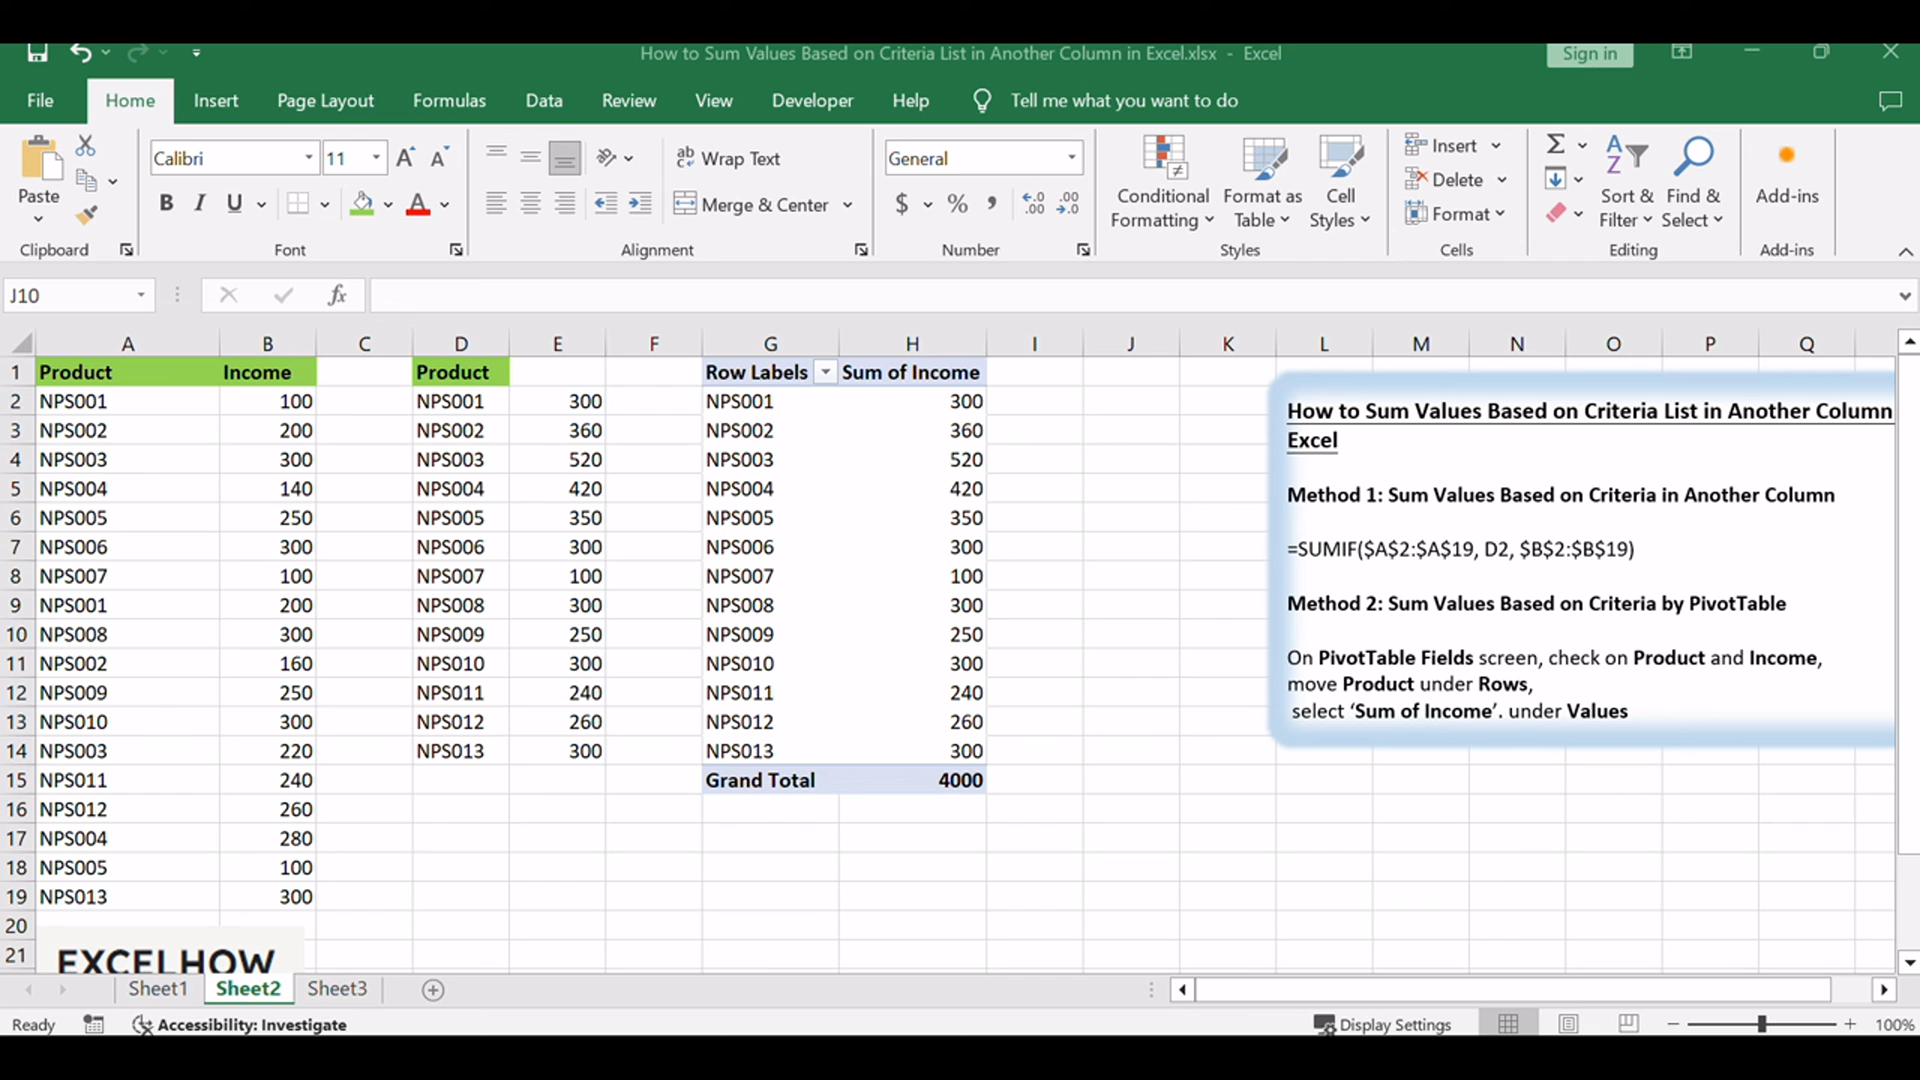 How to Sum Values Based on Criteria List in Another Column in Excel.xlsx - Excel
Sign in
File Home Insert Page Layout Formulas Data Review View Developer Help Tell me what you want to do
Paste
Clipboard
Calibri 11
B I U A
Font
ab Wrap Text
Merge & Center
Alignment
General
$ % , .00
Number
Conditional
Formatting
Format as
Table
Cell
Styles
Styles
Insert
Delete
Format
Cells
Sort &
Filter
Find &
Select
Editing
Add-ins
Add-ins
J10 fx
A B C D E F G H I J K L M N O P Q
1 Product Income Product Row Labels Sum of Income
2 NPS001 100 NPS001 300 NPS001 300
3 NPS002 200 NPS002 360 NPS002 360
4 NPS003 300 NPS003 520 NPS003 520
5 NPS004 140 NPS004 420 NPS004 420
6 NPS005 250 NPS005 350 NPS005 350
7 NPS006 300 NPS006 300 NPS006 300
8 NPS007 100 NPS007 100 NPS007 100
9 NPS001 200 NPS008 300 NPS008 300
10 NPS008 300 NPS009 250 NPS009 250
11 NPS002 160 NPS010 300 NPS010 300
12 NPS009 250 NPS011 240 NPS011 240
13 NPS010 300 NPS012 260 NPS012 260
14 NPS003 220 NPS013 300 NPS013 300
15 NPS011 240 Grand Total 4000
16 NPS012 260
17 NPS004 280
18 NPS005 100
19 NPS013 300
20
21
EXCELHOW
How to Sum Values Based on Criteria List in Another Column
Excel
Method 1: Sum Values Based on Criteria in Another Column
=SUMIF($A$2:$A$19, D2, $B$2:$B$19)
Method 2: Sum Values Based on Criteria by PivotTable
On PivotTable Fields screen, check on Product and Income,
move Product under Rows,
select ‘Sum of Income’. under Values
Sheet1 Sheet2 Sheet3
Ready Accessibility: Investigate Display Settings 100%